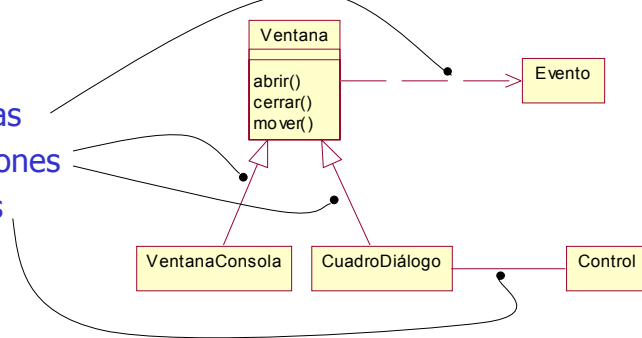 Ventana
abrir()
cerrar()
mover()
Evento
as
ones
s
VentanaConsola
CuadroDiálogo
Control